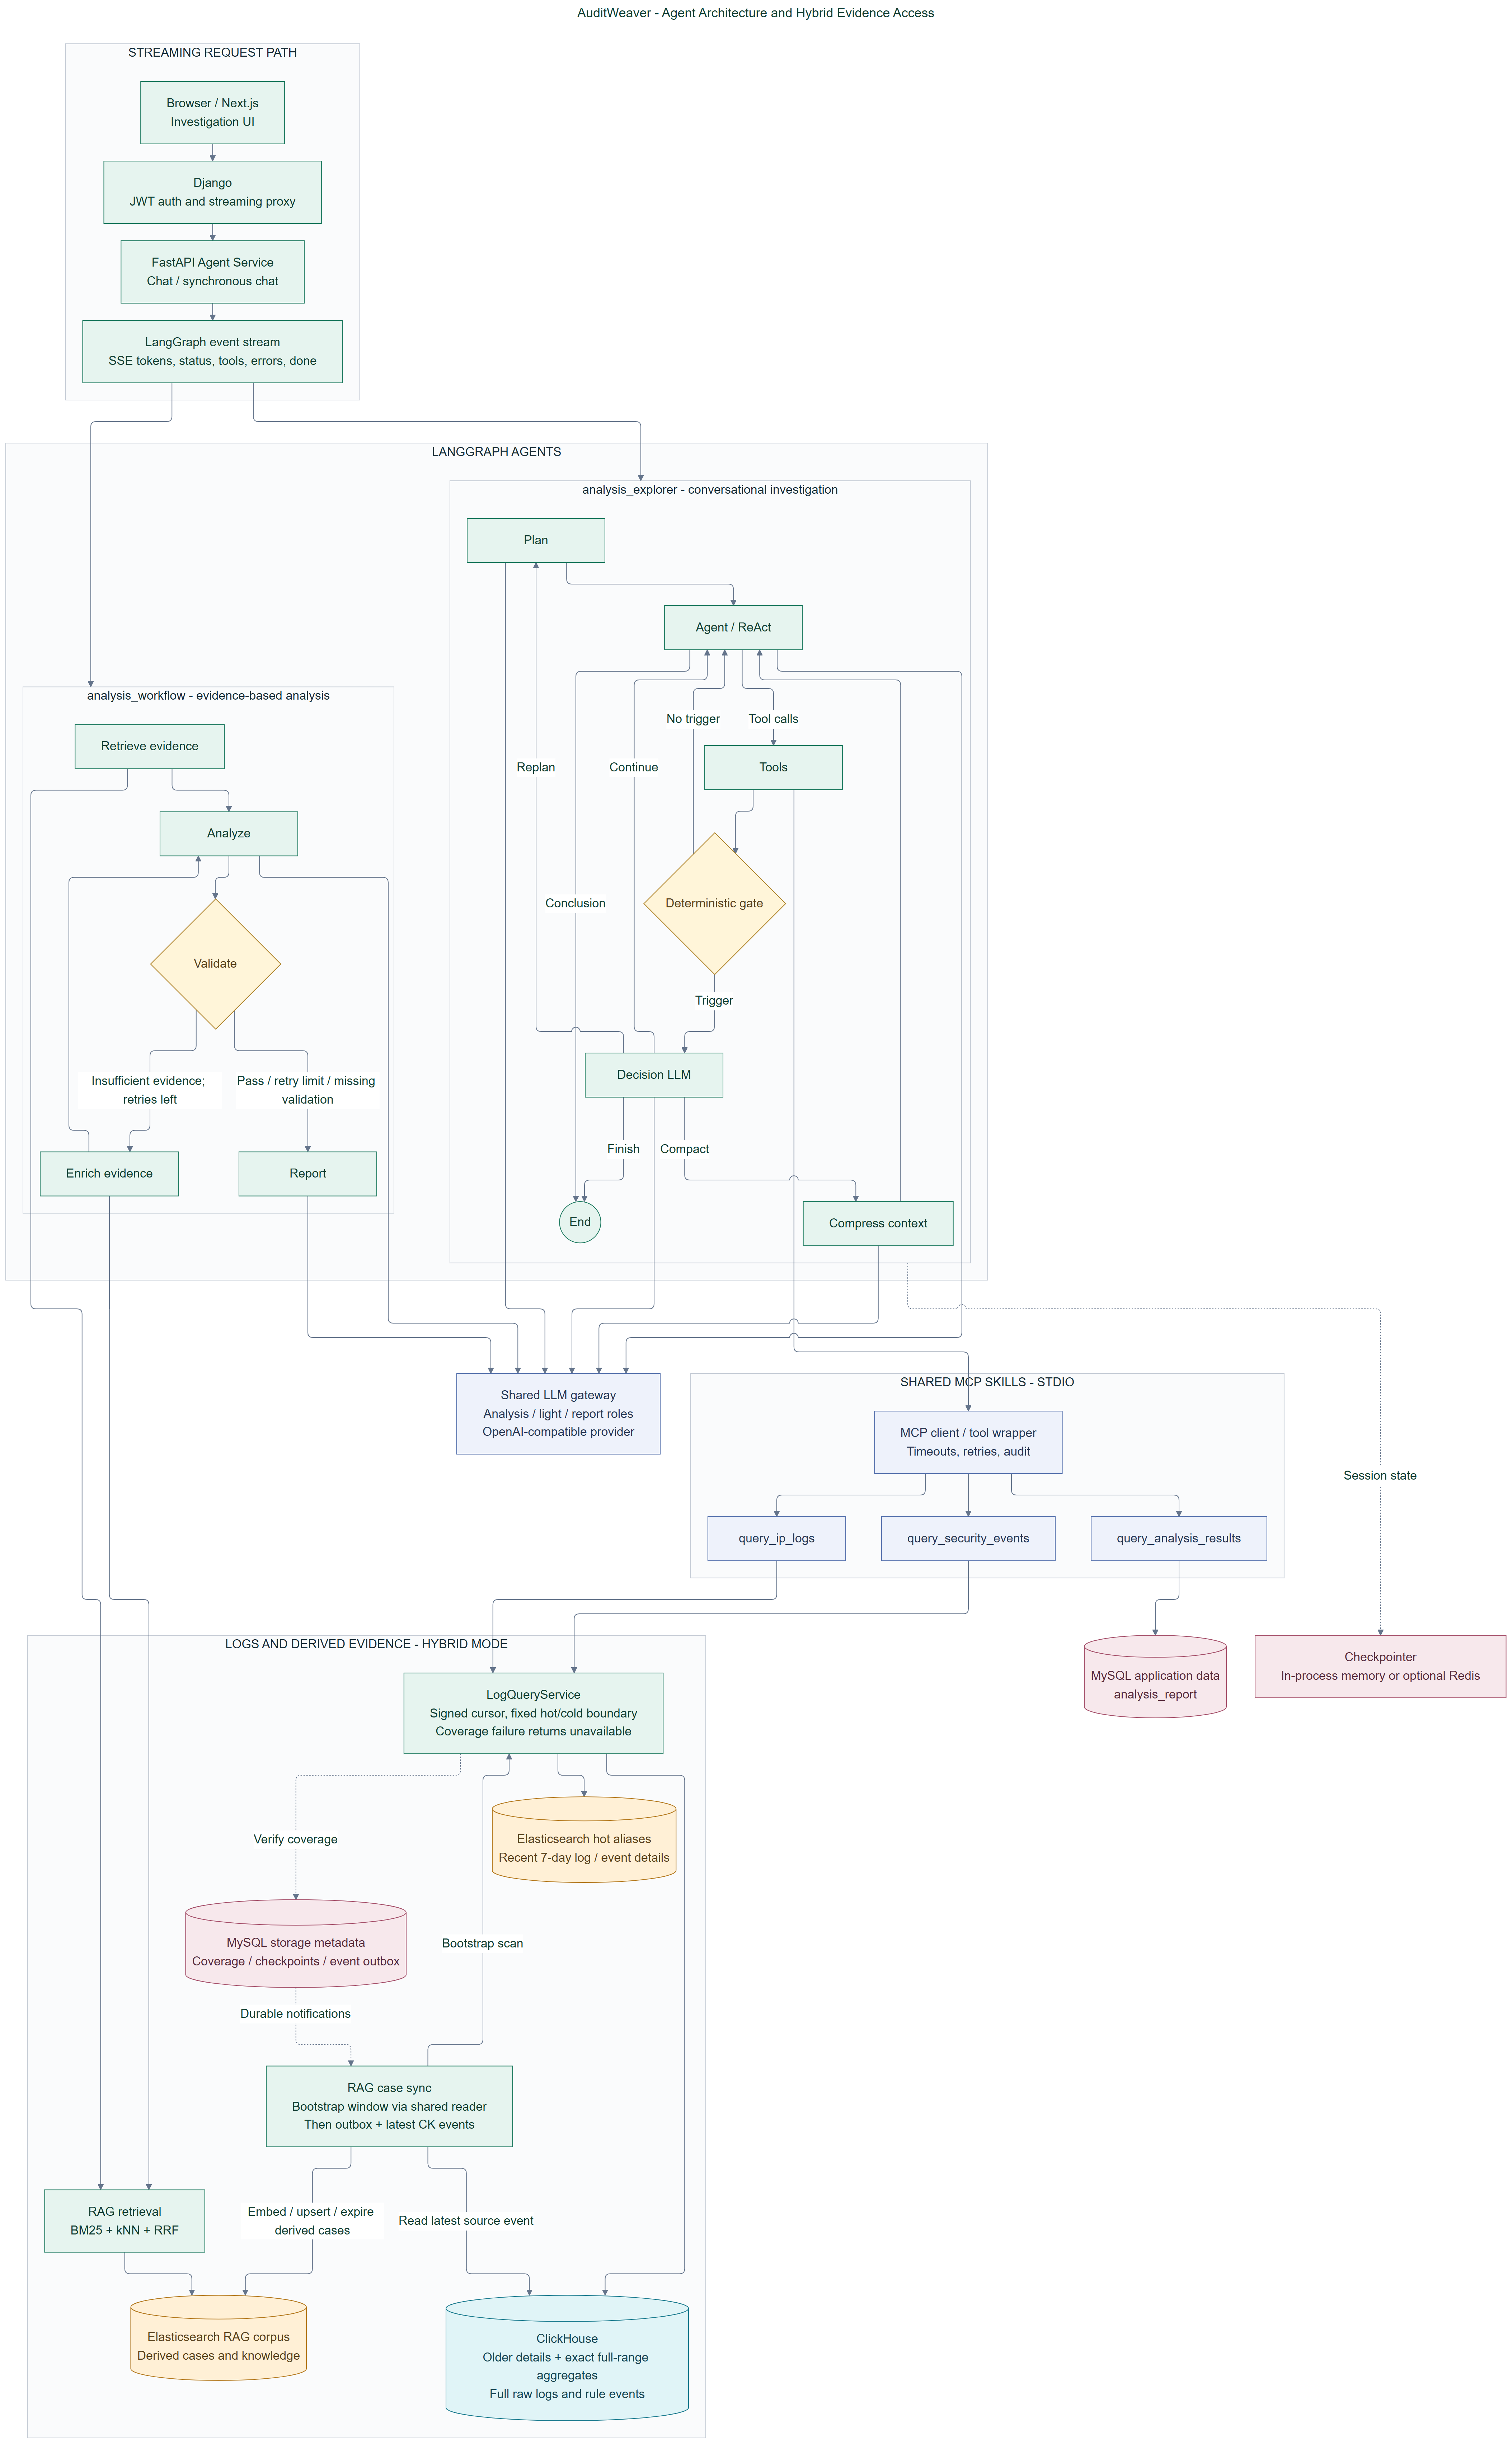 AuditWeaver - Agent Architecture and Hybrid Evidence Access
STREAMING REQUEST PATH
Browser / Next.js
Investigation UI
Django
JWT auth and streaming proxy
FastAPI Agent Service
Chat / synchronous chat
LangGraph event stream
SSE tokens, status, tools, errors, done
LANGGRAPH AGENTS
analysis_explorer - conversational investigation
Plan
Agent / ReAct
No trigger
Tool calls
Replan
Continue
Tools
Conclusion
Deterministic gate
Trigger
Decision LLM
Finish
Compact
End
Compress context
analysis_workflow - evidence-based analysis
Retrieve evidence
Analyze
Validate
Insufficient evidence;
retries left
Pass / retry limit / missing
validation
Enrich evidence
Report
Shared LLM gateway
Analysis / light / report roles
OpenAI-compatible provider
SHARED MCP SKILLS - STDIO
MCP client / tool wrapper
Timeouts, retries, audit
query_ip_logs
query_security_events
query_analysis_results
Session state
MySQL application data
analysis_report
Checkpointer
In-process memory or optional Redis
LOGS AND DERIVED EVIDENCE - HYBRID MODE
LogQueryService
Signed cursor, fixed hot/cold boundary
Coverage failure returns unavailable
Verify coverage
Elasticsearch hot aliases
Recent 7-day log / event details
MySQL storage metadata
Coverage / checkpoints / event outbox
Bootstrap scan
Durable notifications
RAG case sync
Bootstrap window via shared reader
Then outbox + latest CK events
RAG retrieval
BM25 + kNN + RRF
Embed / upsert / expire
derived cases
Read latest source event
Elasticsearch RAG corpus
Derived cases and knowledge
ClickHouse
Older details + exact full-range
aggregates
Full raw logs and rule events